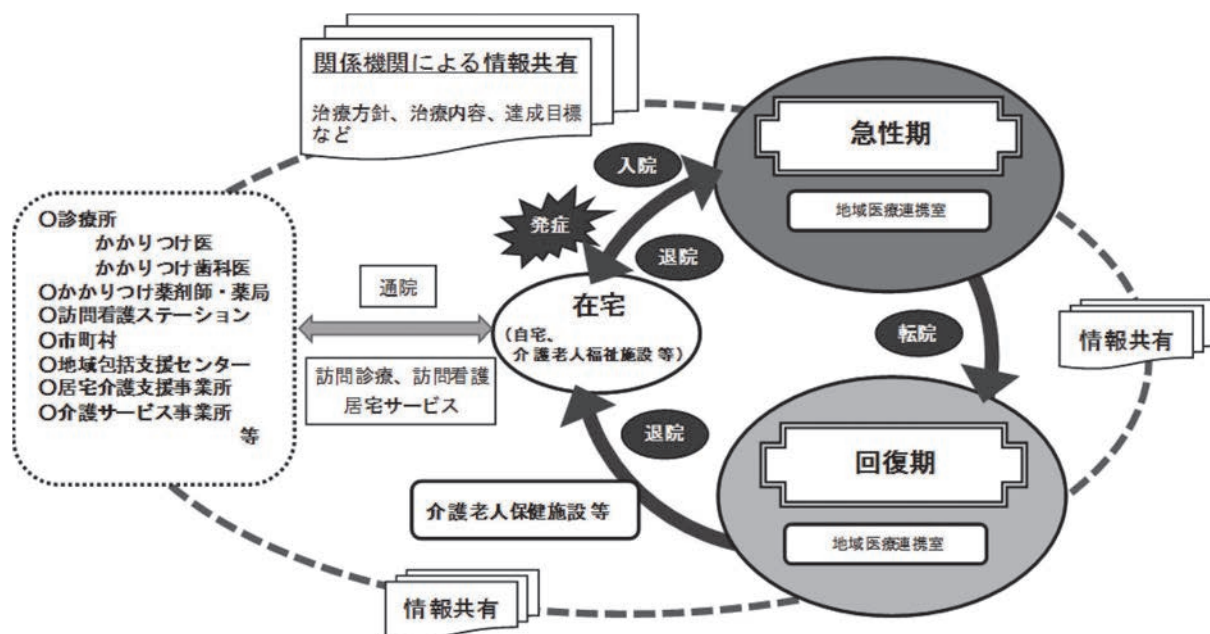 関係機関による情報共有
治療方針、治療内容、達成目標
など
急性期
地域医療連携室
入院
発症
退院
〇診療所
かかりつけ医
かかりつけ歯科医
〇かかりつけ薬剤師・薬局
〇訪問看護ステーション
〇市町村
〇地域包括支援センター
〇居宅介護支援事業所
〇介護サービス事業所
等
通院
訪問診療、訪問看護
居宅サービス
在宅
(自宅、
介護老人福祉施設等)
転院
情報共有
退院
回復期
地域医療連携室
介護老人保健施設等
情報共有